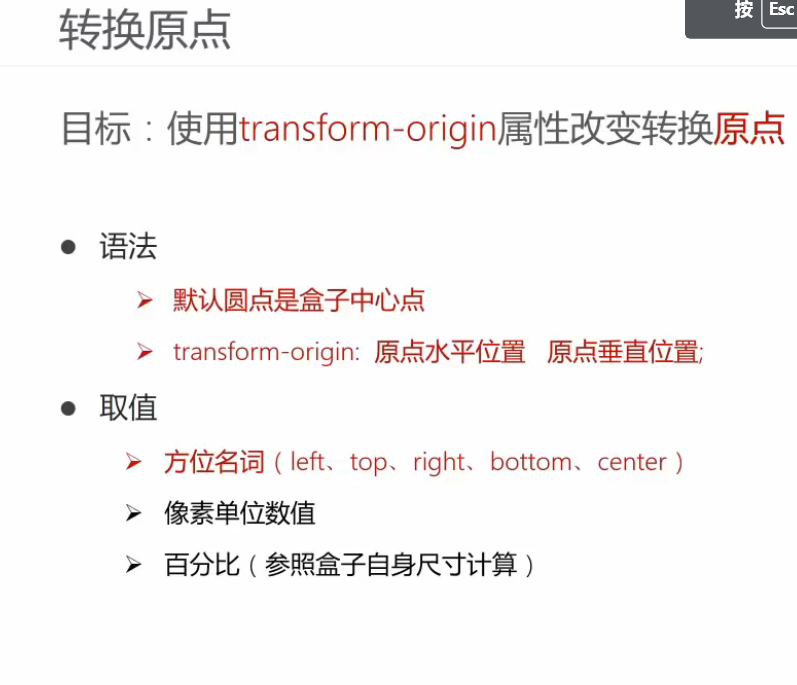 按 Esc
转换原点
目标：使用transform-origin属性改变转换原点
● 语法
➢ 默认圆点是盒子中心点
➢ transform-origin: 原点水平位置 原点垂直位置;
● 取值
➢ 方位名词（left、top、right、bottom、center）
➢ 像素单位数值
➢ 百分比（参照盒子自身尺寸计算）